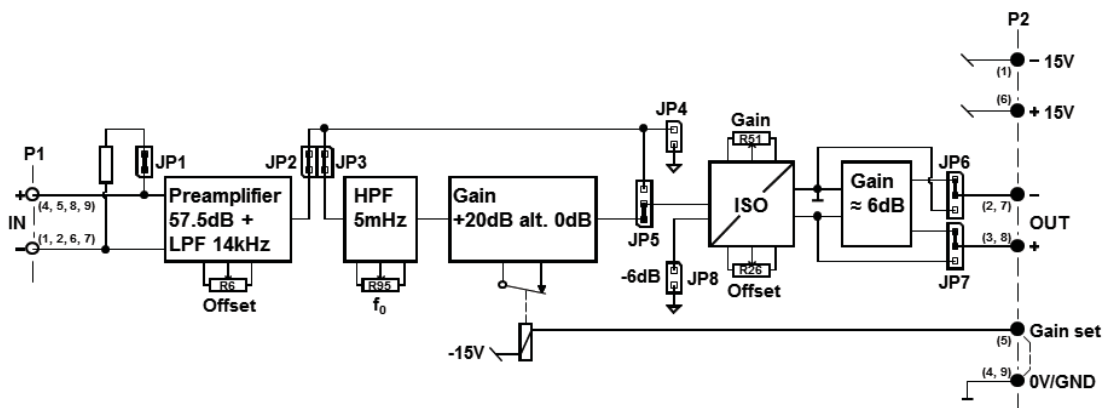 P2
− 15V
(1)
(6)
+ 15V
JP4
Gain
R51
P1
JP1
JP2
JP3
JP6
+
(4, 5, 8, 9)
IN
(1, 2, 6, 7)
−
Preamplifier
57.5dB +
LPF 14kHz
HPF
5mHz
Gain
+20dB alt. 0dB
JP5
ISO
Gain
≈ 6dB
−
(2, 7)
OUT
(3, 8)
+
R6
Offset
R95
f0
-6dB
JP8
R26
Offset
JP7
-15V
Gain set
(5)
(4, 9)
0V/GND